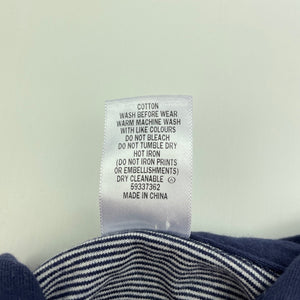 COTTON
WASH BEFORE WEAR
WARM MACHINE WASH
WITH LIKE COLOURS
DO NOT BLEACH
DO NOT TUMBLE DRY
HOT IRON
(DO NOT IRON PRINTS
OR EMBELLISHMENTS)
DRY CLEANABLE Ⓐ
59337362
MADE IN CHINA